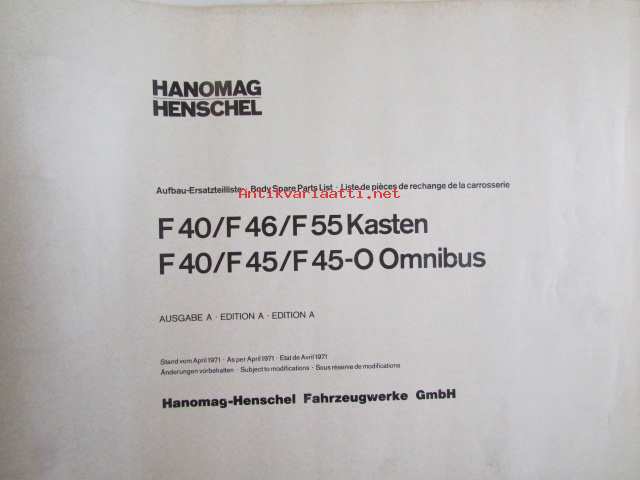 HANOMAG
HENSCHEL
Aufbau-Ersatzteilliste · Body Spare Parts List · Liste de pièces de rechange de la carrosserie
Antikvariaatti.net
F 40/F 46/F 55 Kasten
F 40/F 45/F 45-O Omnibus
AUSGABE A · EDITION A · EDITION A
Stand vom April 1971 · As per April 1971 · Etat de Avril 1971
Änderungen vorbehalten · Subject to modifications · Sous réserve de modifications
Hanomag-Henschel Fahrzeugwerke GmbH